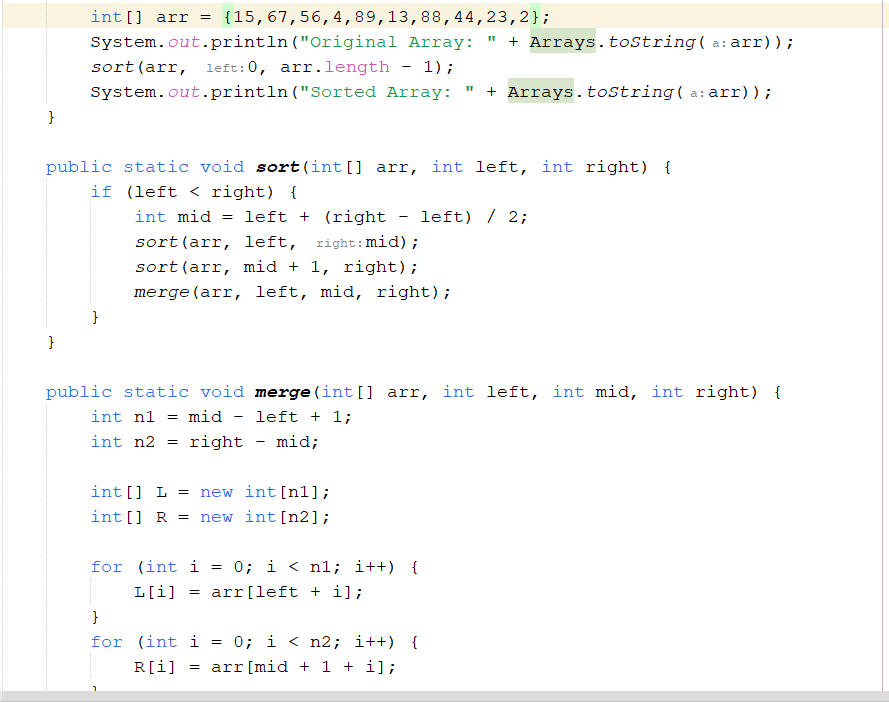 int[] arr = {15,67,56,4,89,13,88,44,23,2};
System.out.println("Original Array: " + Arrays.toString( a: arr));
sort(arr, left: 0, arr.length - 1);
System.out.println("Sorted Array: " + Arrays.toString( a: arr));
}
public static void sort(int[] arr, int left, int right) {
if (left < right) {
int mid = left + (right - left) / 2;
sort(arr, left, right: mid);
sort(arr, mid + 1, right);
merge(arr, left, mid, right);
}
}
public static void merge(int[] arr, int left, int mid, int right) {
int n1 = mid - left + 1;
int n2 = right - mid;
int[] L = new int[n1];
int[] R = new int[n2];
for (int i = 0; i < n1; i++) {
L[i] = arr[left + i];
}
for (int i = 0; i < n2; i++) {
R[i] = arr[mid + 1 + i];
}